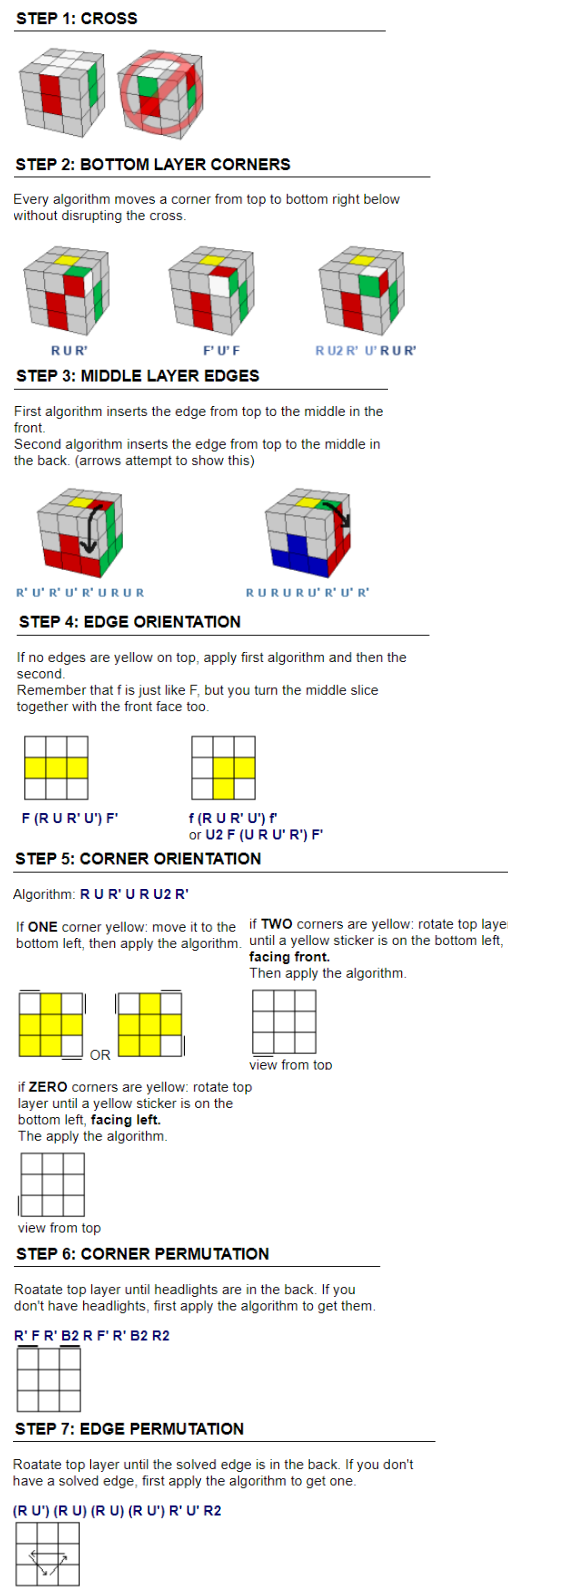 STEP 1: CROSS
STEP 2: BOTTOM LAYER CORNERS
Every algorithm moves a corner from top to bottom right below
without disrupting the cross.
R U R'
F' U' F
R U2 R' U' R U R'
STEP 3: MIDDLE LAYER EDGES
First algorithm inserts the edge from top to the middle in the
front.
Second algorithm inserts the edge from top to the middle in
the back. (arrows attempt to show this)
R' U' R' U' R' U R U R
R U R U R U' R' U' R'
STEP 4: EDGE ORIENTATION
If no edges are yellow on top, apply first algorithm and then the
second.
Remember that f is just like F, but you turn the middle slice
together with the front face too.
F (R U R' U') F'
f (R U R' U') f'
or U2 F (U R U' R') F'
STEP 5: CORNER ORIENTATION
Algorithm: R U R' U R U2 R'
If ONE corner yellow: move it to the
bottom left, then apply the algorithm.
if TWO corners are yellow: rotate top laye
until a yellow sticker is on the bottom left,
facing front.
Then apply the algorithm.
OR
view from top
if ZERO corners are yellow: rotate top
layer until a yellow sticker is on the
bottom left, facing left.
The apply the algorithm.
view from top
STEP 6: CORNER PERMUTATION
Roatate top layer until headlights are in the back. If you
don't have headlights, first apply the algorithm to get them.
R' F R' B2 R F' R' B2 R2
STEP 7: EDGE PERMUTATION
Roatate top layer until the solved edge is in the back. If you don't
have a solved edge, first apply the algorithm to get one.
(R U') (R U) (R U) (R U') R' U' R2